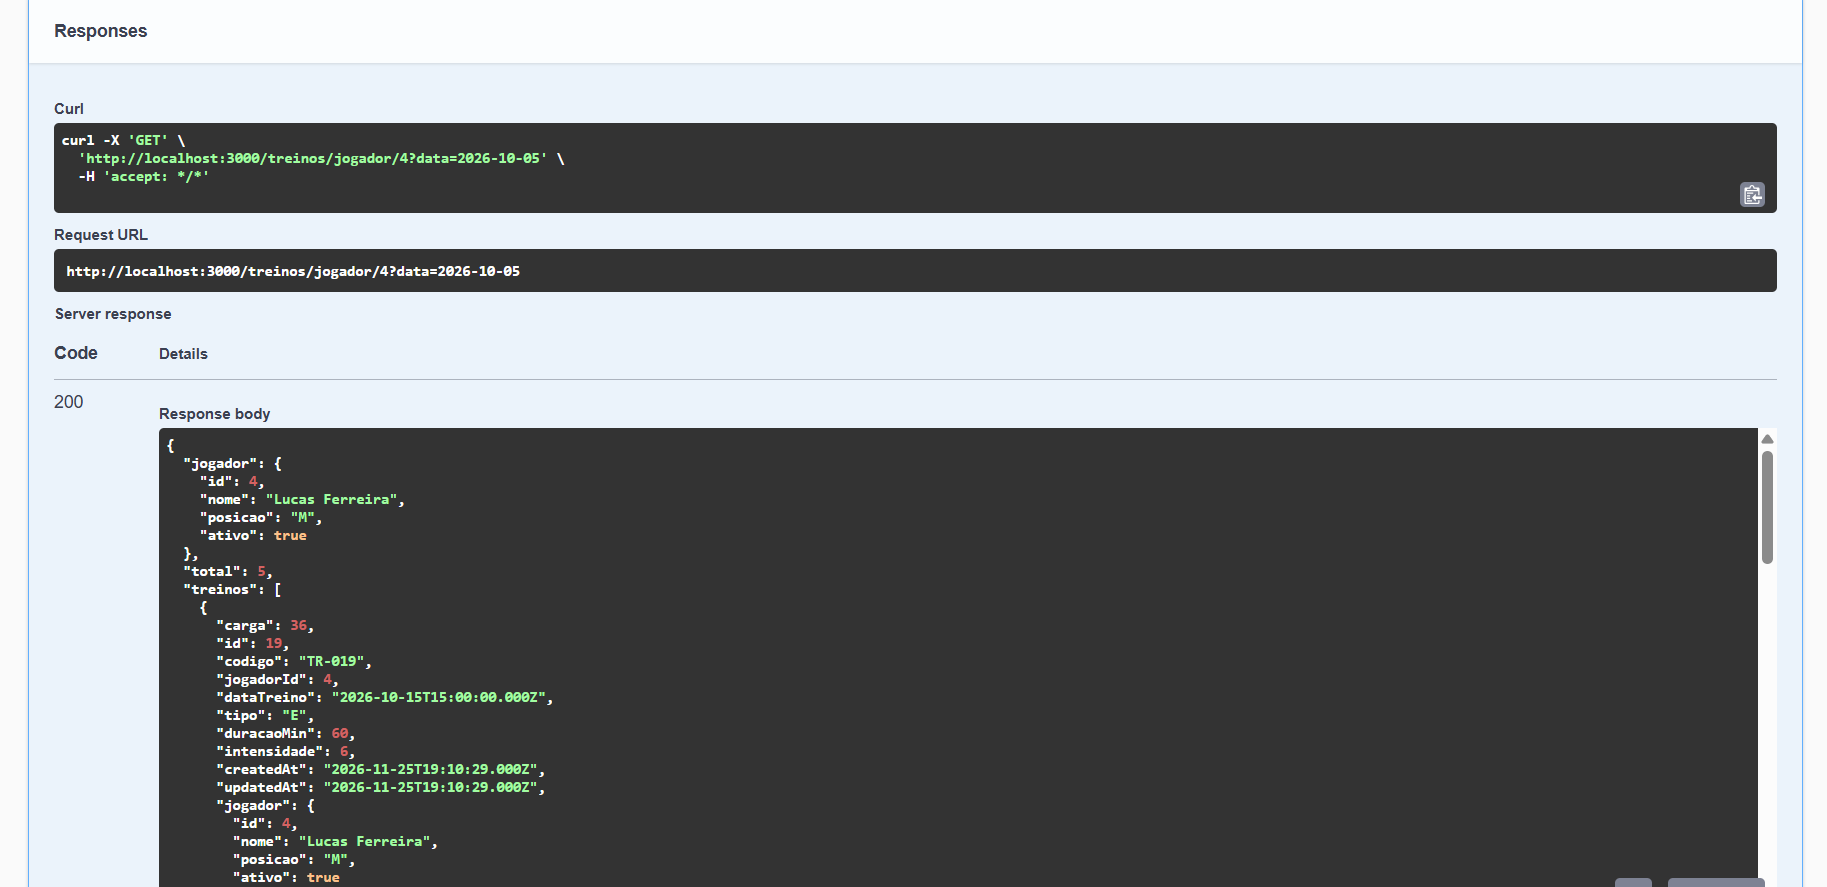 Responses
Curl
curl -X 'GET' \
  'http://localhost:3000/treinos/jogador/4?data=2026-10-05' \
  -H 'accept: */*'
Request URL
http://localhost:3000/treinos/jogador/4?data=2026-10-05
Server response
Code Details
200
Response body
{
  "jogador": {
    "id": 4,
    "nome": "Lucas Ferreira",
    "posicao": "M",
    "ativo": true
  },
  "total": 5,
  "treinos": [
    {
      "carga": 36,
      "id": 19,
      "codigo": "TR-019",
      "jogadorId": 4,
      "dataTreino": "2026-10-15T15:00:00.000Z",
      "tipo": "E",
      "duracaoMin": 60,
      "intensidade": 6,
      "createdAt": "2026-11-25T19:10:29.000Z",
      "updatedAt": "2026-11-25T19:10:29.000Z",
      "jogador": {
        "id": 4,
        "nome": "Lucas Ferreira",
        "posicao": "M",
        "ativo": true